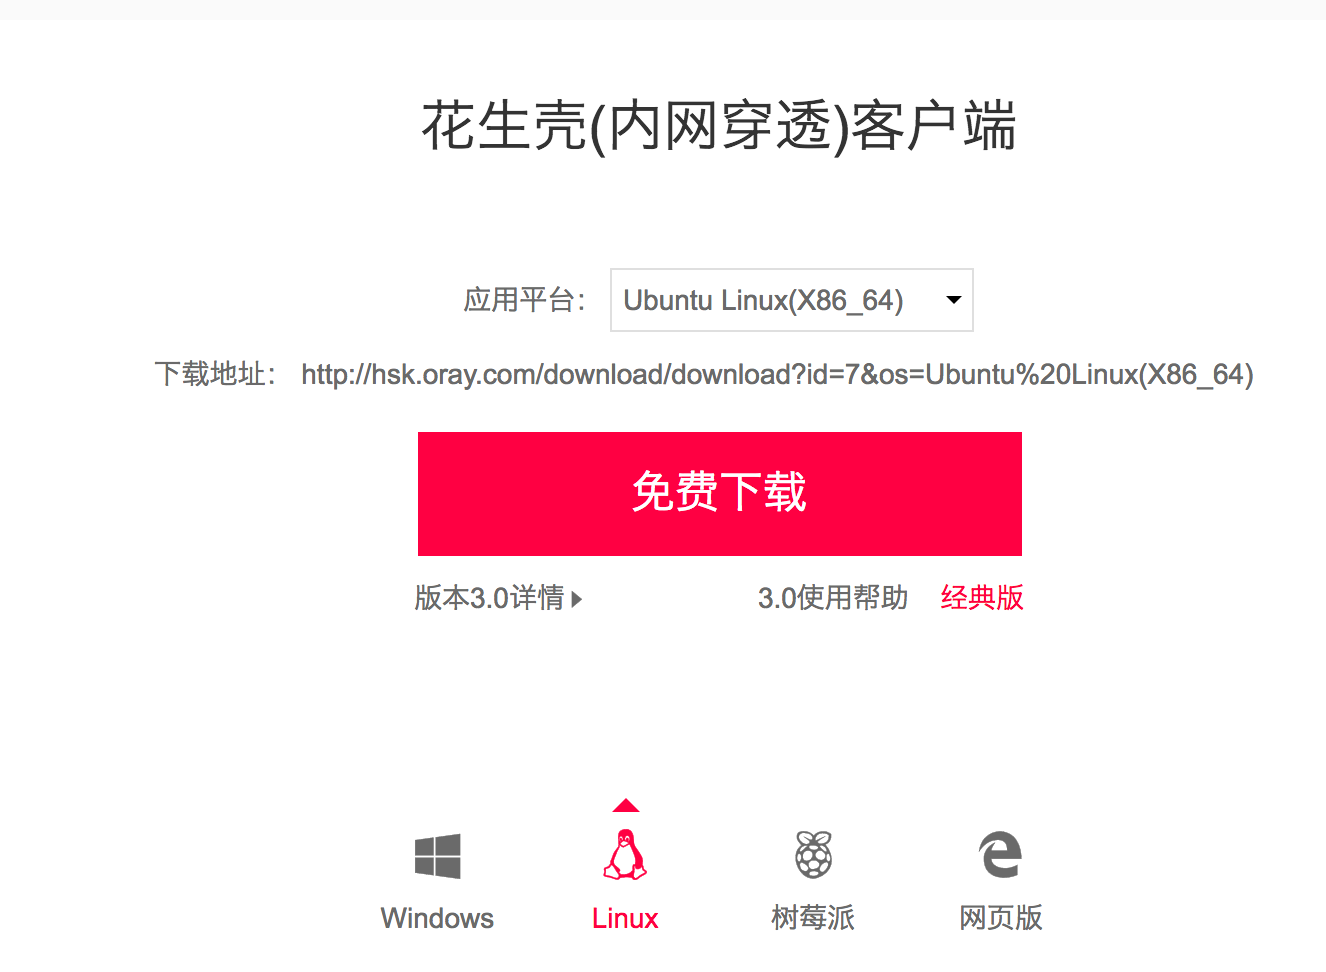 花生壳(内网穿透)客户端
应用平台： Ubuntu Linux(X86_64)
下载地址： http://hsk.oray.com/download/download?id=7&os=Ubuntu%20Linux(X86_64)
免费下载
版本3.0详情 3.0使用帮助 经典版
Windows Linux 树莓派 网页版